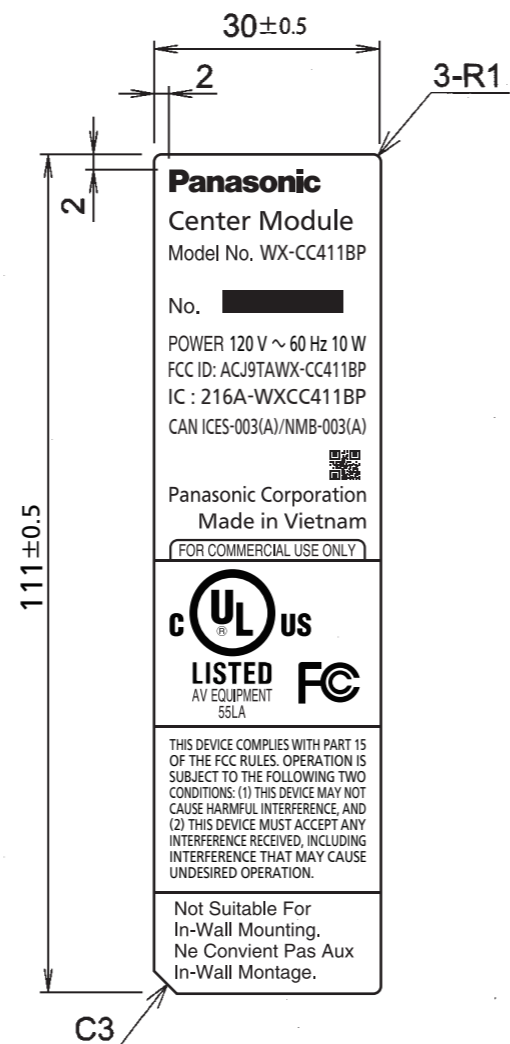 30±0.5
2
3-R1
2
Panasonic
Center Module
Model No. WX-CC411BP
No.
POWER 120 V ~ 60 Hz 10 W
FCC ID: ACJ9TAWX-CC411BP
IC : 216A-WXCC411BP
CAN ICES-003(A)/NMB-003(A)
Panasonic Corporation
Made in Vietnam
FOR COMMERCIAL USE ONLY
111±0.5
C UL ® US
LISTED
AV EQUIPMENT
55LA
FC
THIS DEVICE COMPLIES WITH PART 15
OF THE FCC RULES. OPERATION IS
SUBJECT TO THE FOLLOWING TWO
CONDITIONS: (1) THIS DEVICE MAY NOT
CAUSE HARMFUL INTERFERENCE, AND
(2) THIS DEVICE MUST ACCEPT ANY
INTERFERENCE RECEIVED, INCLUDING
INTERFERENCE THAT MAY CAUSE
UNDESIRED OPERATION.
Not Suitable For
In-Wall Mounting.
Ne Convient Pas Aux
In-Wall Montage.
C3